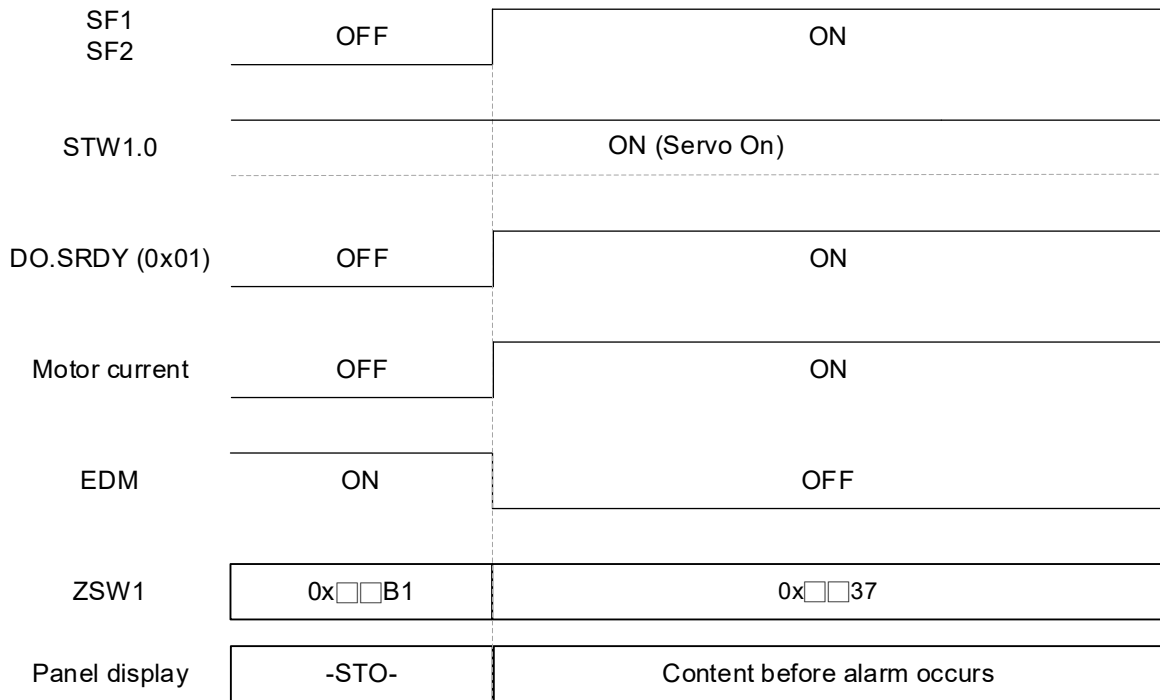 SF1
SF2
OFF
ON
STW1.0
ON (Servo On)
DO.SRDY (0x01)
OFF
ON
Motor current
OFF
ON
EDM
ON
OFF
ZSW1
0x□□B1
0x□□37
Panel display
-STO-
Content before alarm occurs